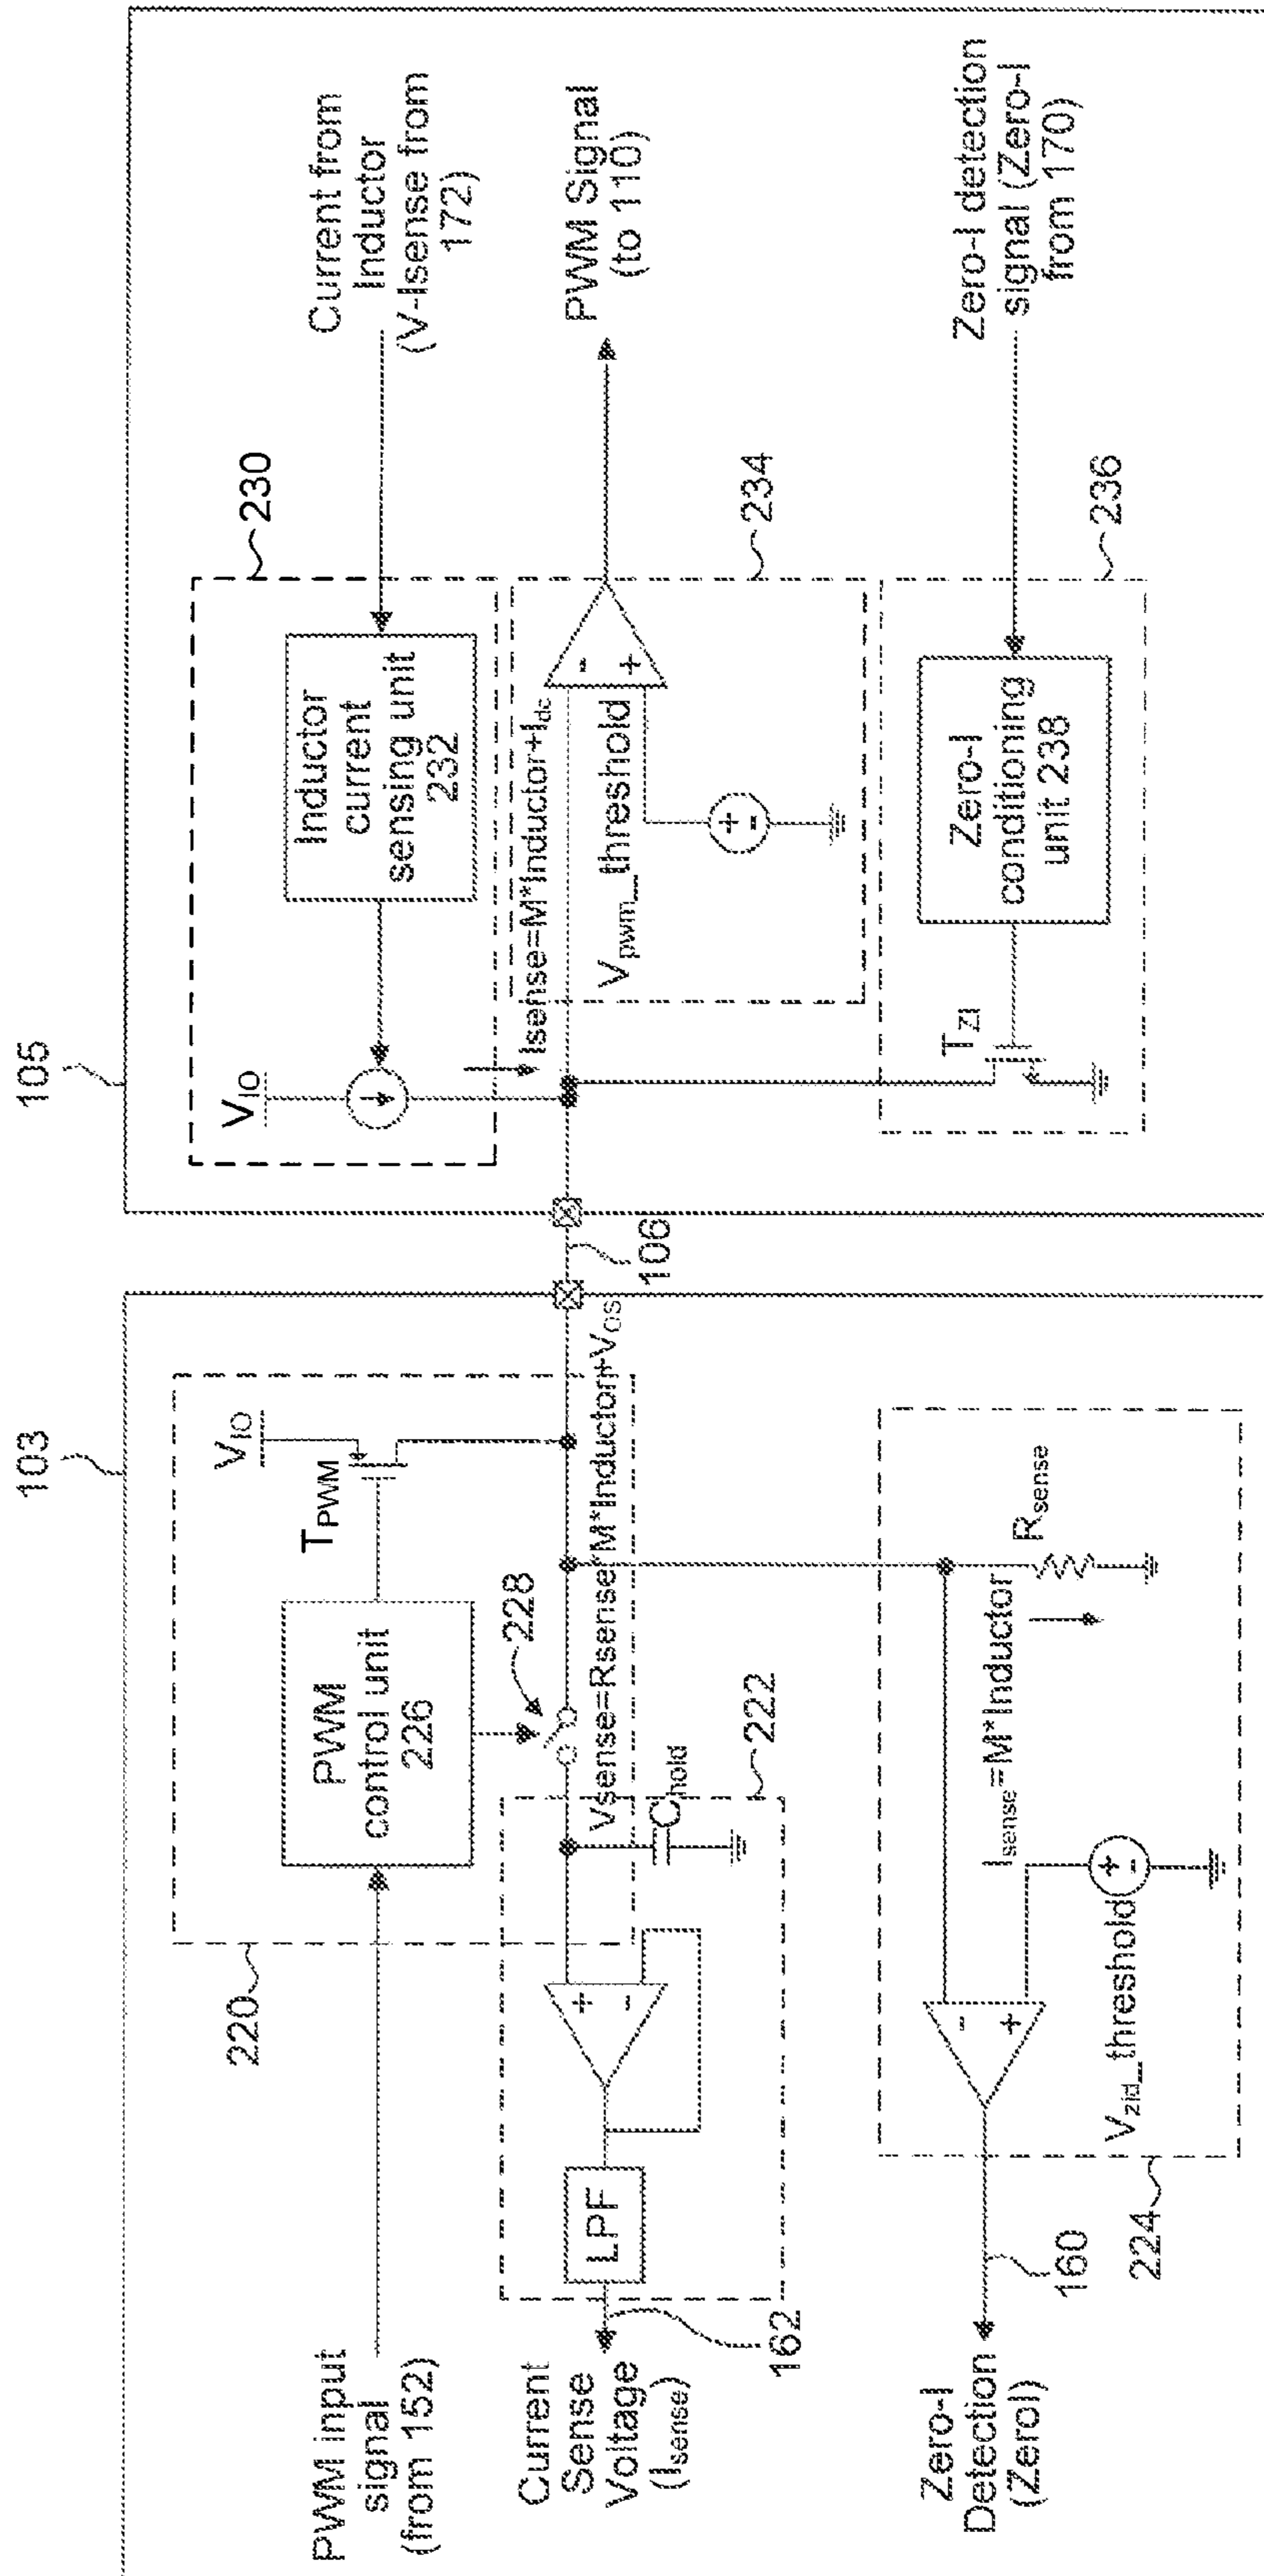 103
105
PWM input
signal
(from 152)
220
PWM
control unit
226
T_PWM
V_IO
228
Vsense=Rsense*M*Inductor+V_OS
Current
Sense
Voltage
(I_sense)
162
LPF
+
-
C_hold
222
Zero-I
Detection
(ZeroI)
160
224
-
+
V_zid_threshold
+
-
I_sense=M*Inductor
R_sense
106
V_IO
Inductor
current
sensing unit
232
230
Current from
Inductor
(V-Isense from
172)
Isense=M*Inductor+I_dc
V_pwm_threshold
-
+
+
-
234
PWM Signal
(to 110)
T_ZI
Zero-I
conditioning
unit 238
236
Zero-I detection
signal (Zero-I
from 170)